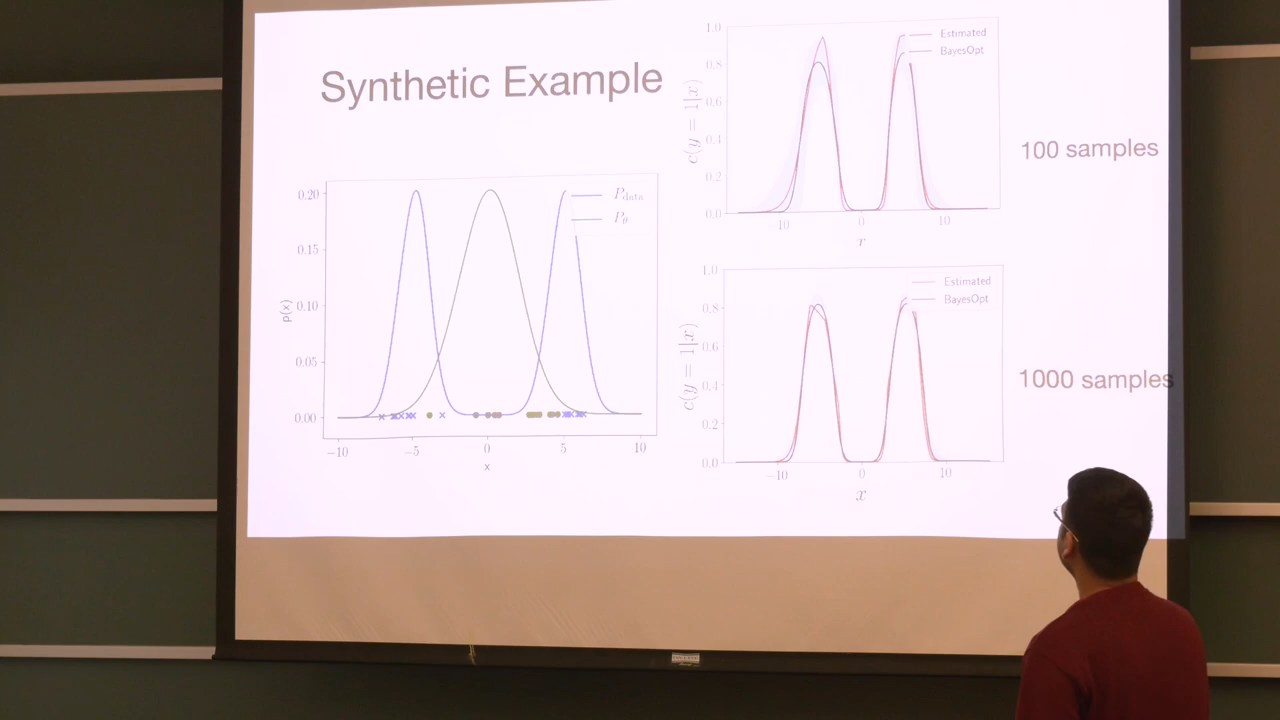 Synthetic Example
0.20
0.15
0.10
0.05
0.00
p(x)
−10
−5
0
5
10
x
P_data
P_θ
1.0
0.8
0.6
0.4
0.2
0.0
c(y = 1|x)
−10
0
10
x
Estimated
BayesOpt
100 samples
1.0
0.8
0.6
0.4
0.2
0.0
c(y = 1|x)
−10
0
10
x
Estimated
BayesOpt
1000 samples